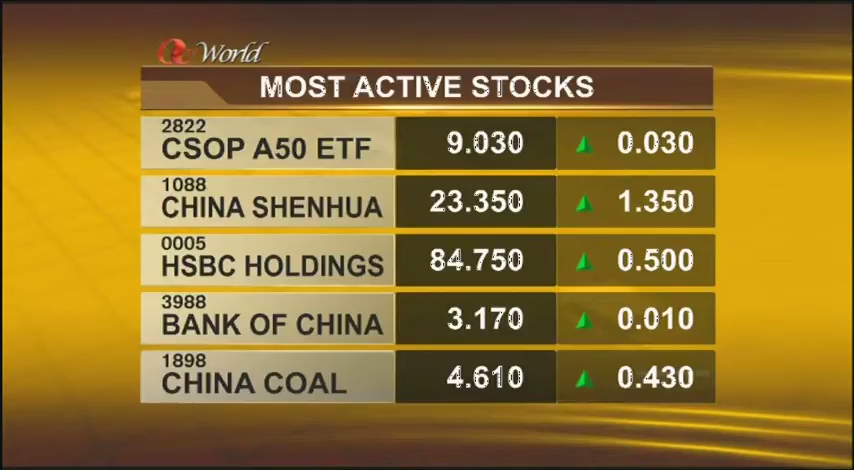 World
MOST ACTIVE STOCKS
2822
CSOP A50 ETF 9.030 0.030
1088
CHINA SHENHUA 23.350 1.350
0005
HSBC HOLDINGS 84.750 0.500
3988
BANK OF CHINA 3.170 0.010
1898
CHINA COAL 4.610 0.430